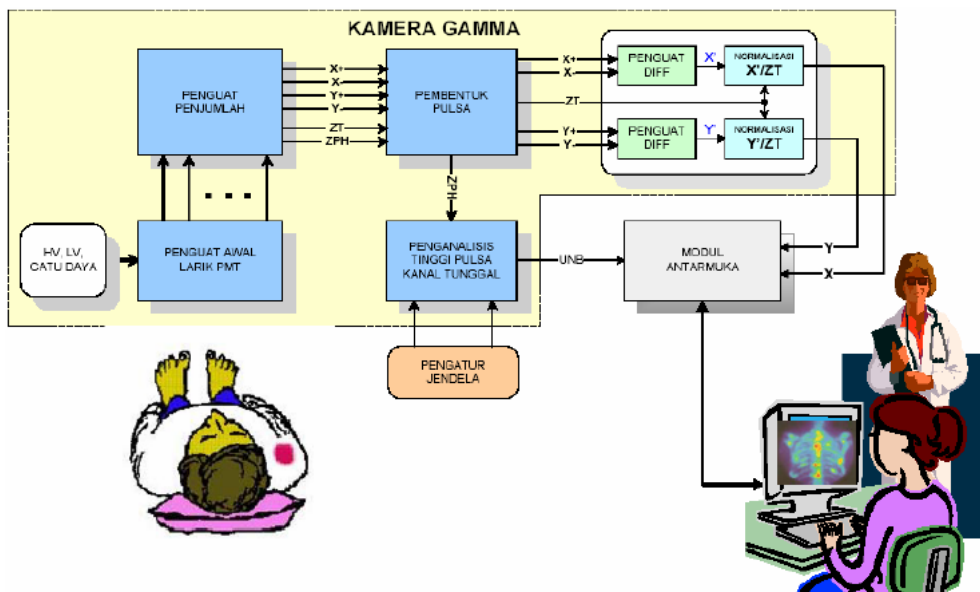 KAMERA GAMMA
PENGUAT
PENJUMLAH
X+
X-
Y+
Y-
ZT
ZPH
PEMBENTUK
PULSA
X+
X-
ZT
Y+
Y-
PENGUAT
DIFF
X'
NORMALISASI
X'/ZT
PENGUAT
DIFF
Y'
NORMALISASI
Y'/ZT
ZPH
HV, LV,
CATU DAYA
PENGUAT AWAL
LARIK PMT
PENGANALISIS
TINGGI PULSA
KANAL TUNGGAL
UNB
MODUL
ANTARMUKA
Y
X
PENGATUR
JENDELA